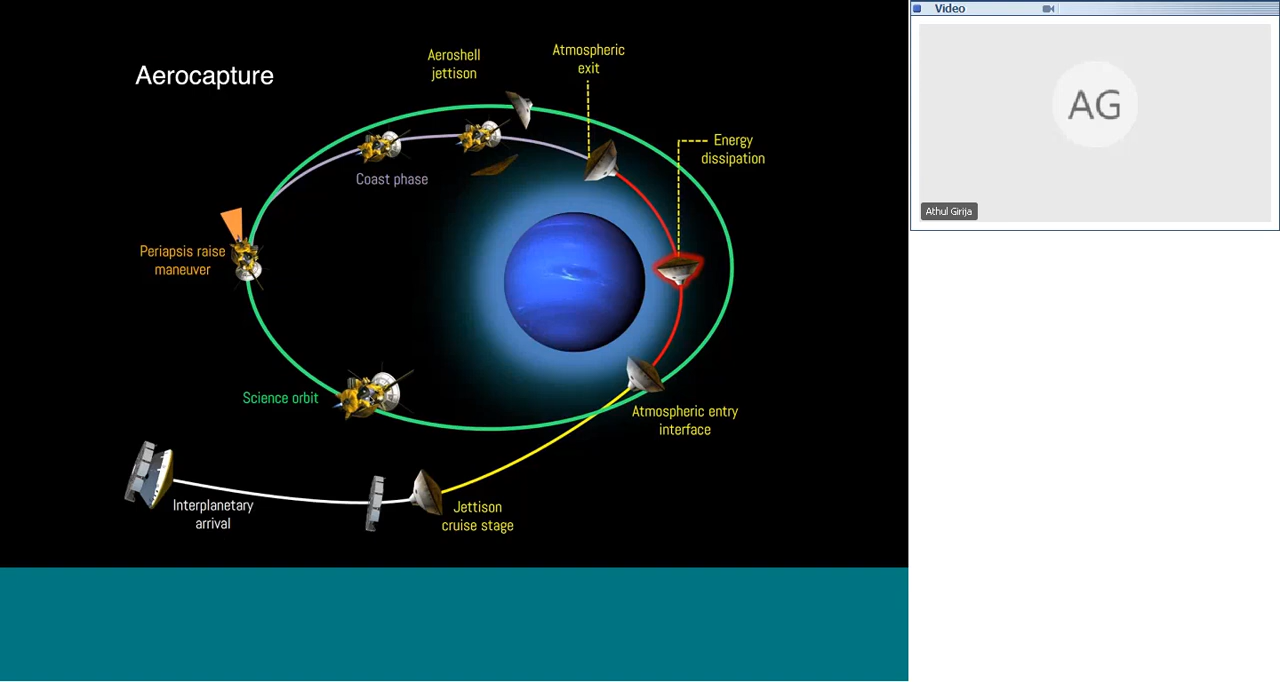 Aerocapture
Aeroshell
jettison
Atmospheric
exit
Energy
dissipation
Coast phase
Periapsis raise
maneuver
Science orbit
Atmospheric entry
interface
Interplanetary
arrival
Jettison
cruise stage
Video
AG
Athul Girija